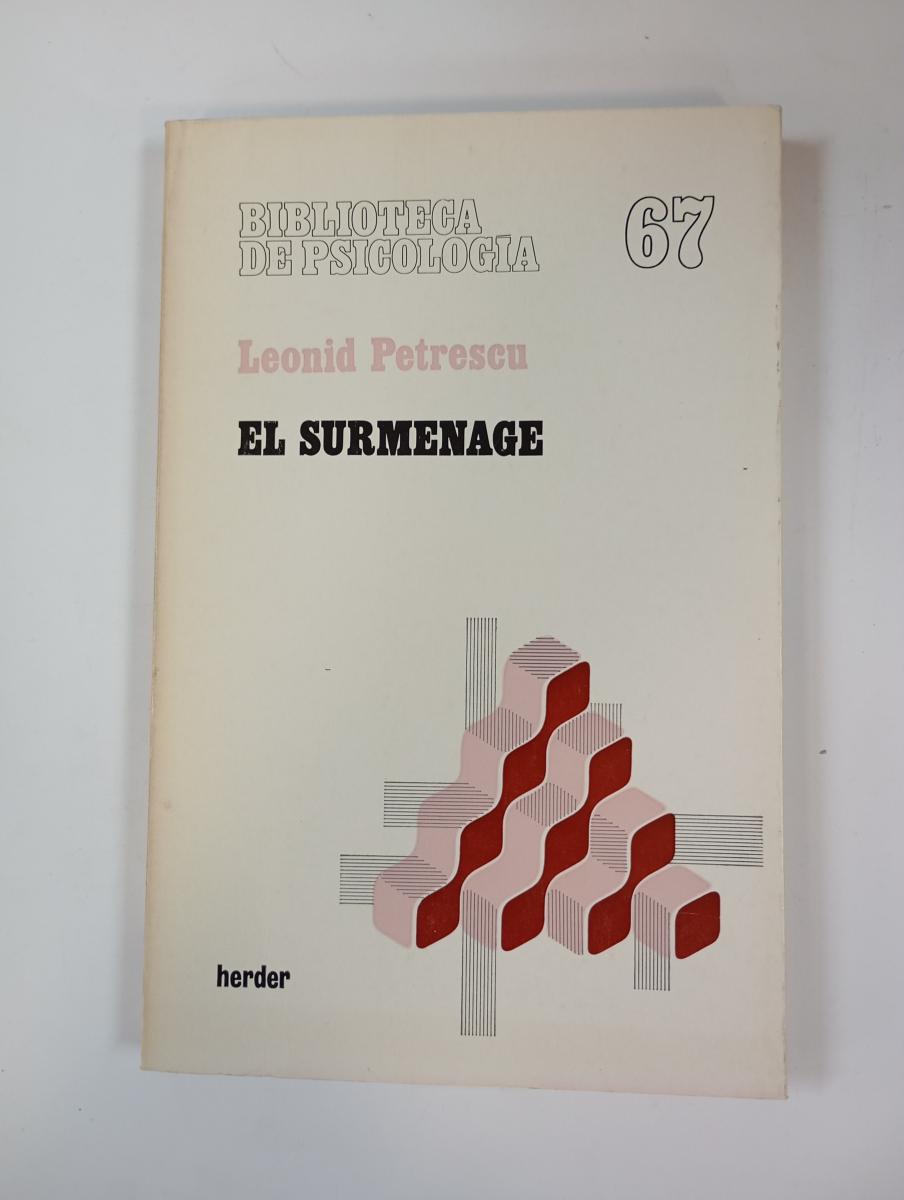 BIBLIOTECA
DE PSICOLOGÍA
67
Leonid Petrescu
EL SURMENAGE
herder